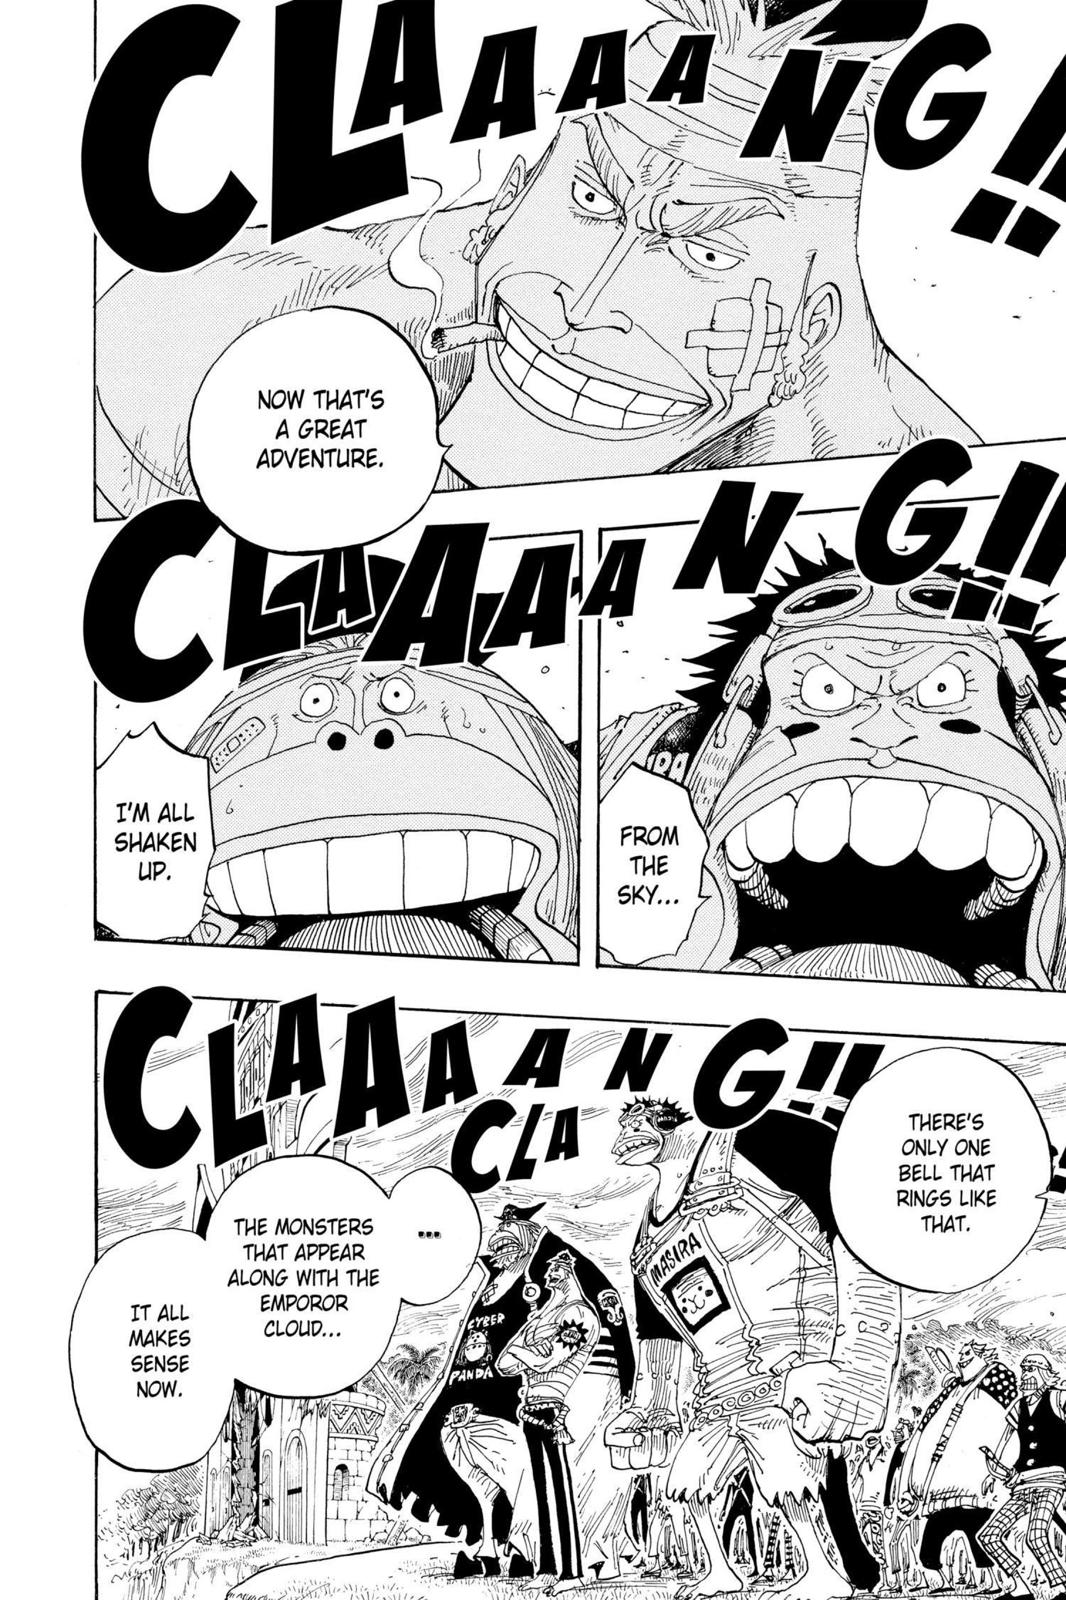 CLAAAANG!!
NOW THAT'S
A GREAT
ADVENTURE.
CLAAAAANG!!
FROM
THE
SKY...
I'M ALL
SHAKEN
UP.
CLAAAANG!!
CLA
THERE'S
ONLY ONE
BELL THAT
RINGS LIKE
THAT.
...
THE MONSTERS
THAT APPEAR
ALONG WITH THE
EMPOROR
CLOUD...
IT ALL
MAKES
SENSE
NOW.
MASIRA
CYBER
PANDA